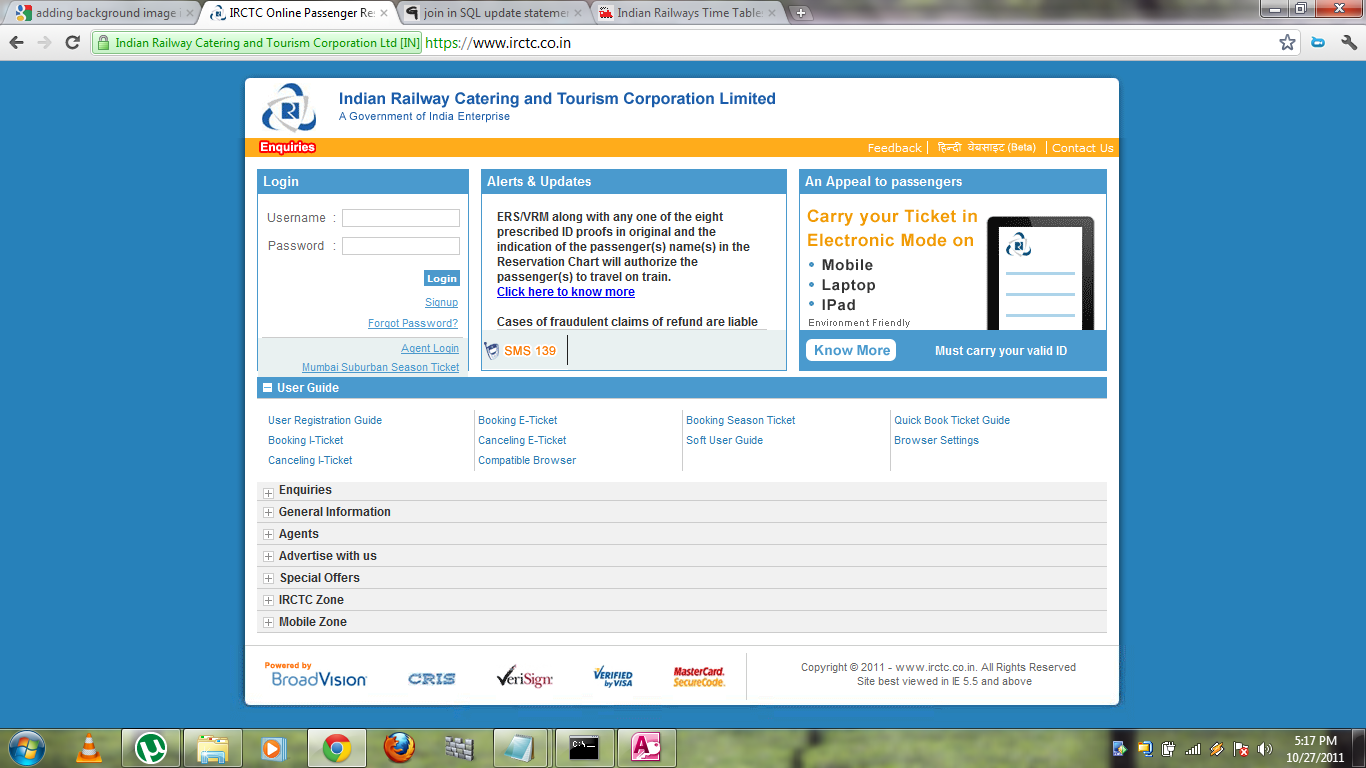 adding background image i
IRCTC Online Passenger Res
join in SQL update statemen
Indian Railways Time Table
Indian Railway Catering and Tourism Corporation Ltd [IN]
https://www.irctc.co.in
Indian Railway Catering and Tourism Corporation Limited
A Government of India Enterprise
Enquiries
Feedback
हिन्दी वेबसाइट (Beta)
Contact Us
Login
Username :
Password :
Login
Signup
Forgot Password?
Agent Login
Mumbai Suburban Season Ticket
Alerts & Updates
ERS/VRM along with any one of the eight
prescribed ID proofs in original and the
indication of the passenger(s) name(s) in the
Reservation Chart will authorize the
passenger(s) to travel on train.
Click here to know more
Cases of fraudulent claims of refund are liable
SMS 139
An Appeal to passengers
Carry your Ticket in
Electronic Mode on
• Mobile
• Laptop
• IPad
Environment Friendly
Know More
Must carry your valid ID
User Guide
User Registration Guide
Booking I-Ticket
Canceling I-Ticket
Booking E-Ticket
Canceling E-Ticket
Compatible Browser
Booking Season Ticket
Soft User Guide
Quick Book Ticket Guide
Browser Settings
Enquiries
General Information
Agents
Advertise with us
Special Offers
IRCTC Zone
Mobile Zone
Powered by
BroadVision
CRIS
VeriSign
VERIFIED
by VISA
MasterCard.
SecureCode.
Copyright © 2011 - www.irctc.co.in. All Rights Reserved
Site best viewed in IE 5.5 and above
5:17 PM
10/27/2011